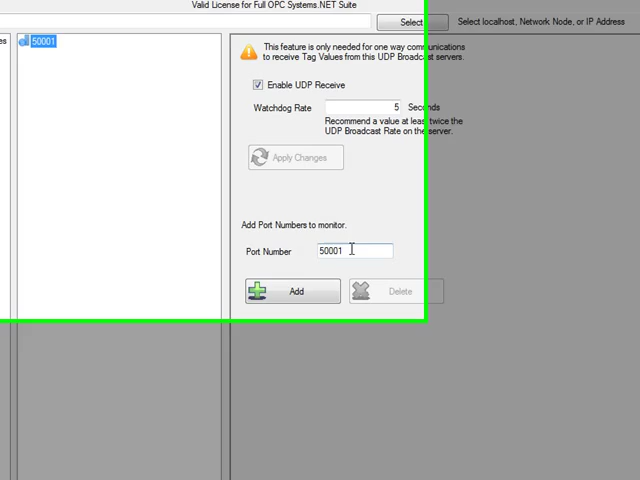 Valid License for Full OPC Systems.NET Suite
Select
Select localhost, Network Node, or IP Address
50001
This feature is only needed for one way communications
to receive Tag Values from this UDP Broadcast servers.
Enable UDP Receive
Watchdog Rate 5 Seconds
Recommend a value at least twice the
UDP Broadcast Rate on the server.
Apply Changes
Add Port Numbers to monitor.
Port Number 50001
Add
Delete